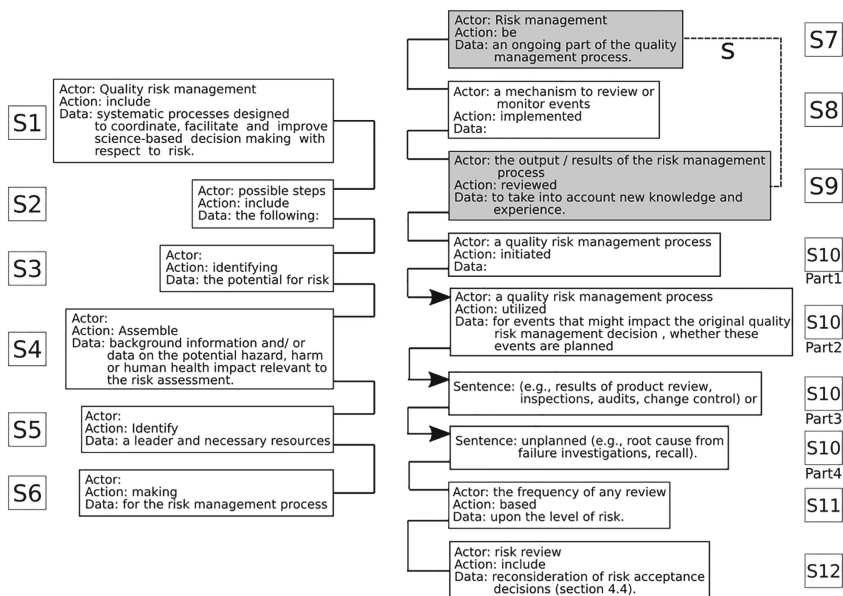 S1
Actor: Quality risk management
Action: include
Data: systematic processes designed
to coordinate, facilitate and improve
science-based decision making with
respect to risk.
S2
Actor: possible steps
Action: include
Data: the following:
S3
Actor:
Action: identifying
Data: the potential for risk
S4
Actor:
Action: Assemble
Data: background information and/ or
data on the potential hazard, harm
or human health impact relevant to
the risk assessment.
S5
Actor:
Action: Identify
Data: a leader and necessary resources
S6
Actor:
Action: making
Data: for the risk management process
Actor: Risk management
Action: be
Data: an ongoing part of the quality
management process.
S
S7
Actor: a mechanism to review or
monitor events
Action: implemented
Data:
S8
Actor: the output / results of the risk management
process
Action: reviewed
Data: to take into account new knowledge and
experience.
S9
Actor: a quality risk management process
Action: initiated
Data:
S10
Part1
Actor: a quality risk management process
Action: utilized
Data: for events that might impact the original quality
risk management decision , whether these
events are planned
S10
Part2
Sentence: (e.g., results of product review,
inspections, audits, change control) or
S10
Part3
Sentence: unplanned (e.g., root cause from
failure investigations, recall).
S10
Part4
Actor: the frequency of any review
Action: based
Data: upon the level of risk.
S11
Actor: risk review
Action: include
Data: reconsideration of risk acceptance
decisions (section 4.4).
S12